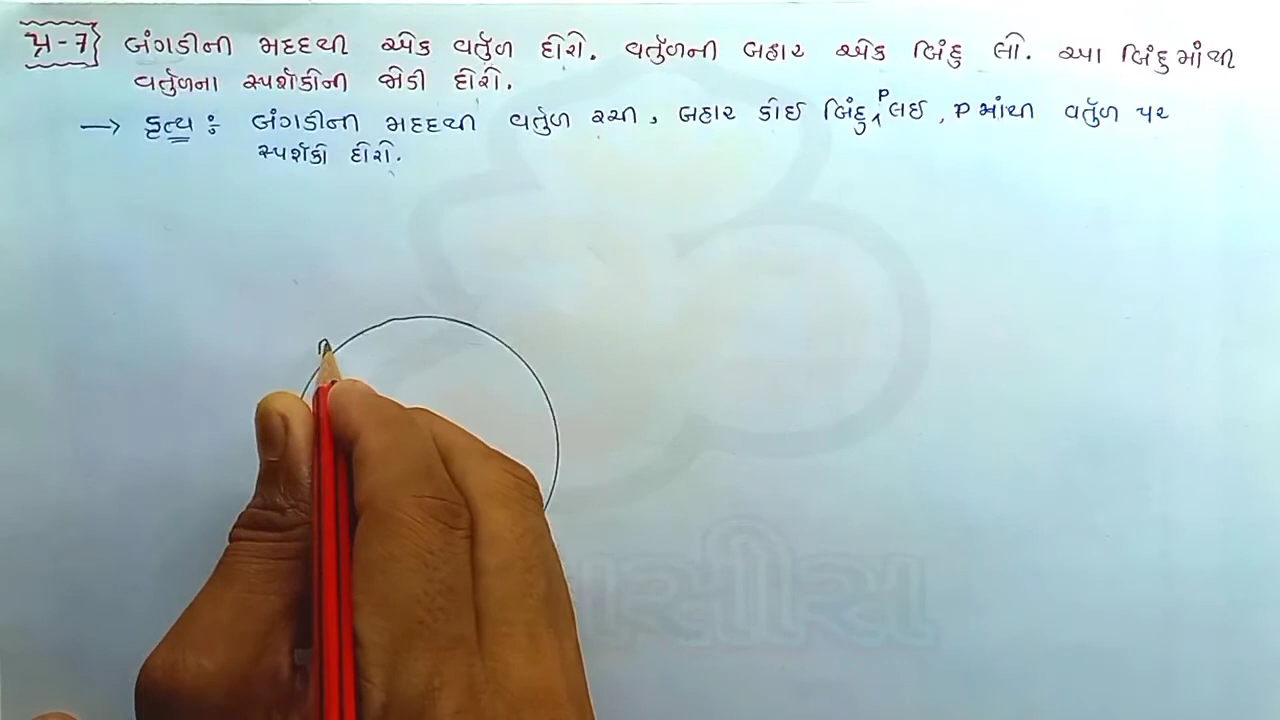 પ્ર-7 બંગડીની મદદથી એક વર્તુળ દોરો. વર્તુળની બહાર એક બિંદુ લો. આ બિંદુમાંથી
વર્તુળના સ્પર્શકોની જોડી દોરો.
→ કૃત્ય : બંગડીની મદદથી વર્તુળ રચી, બહાર કોઈ બિંદુ P લઈ, P માંથી વર્તુળ પર
સ્પર્શકો દોરો.